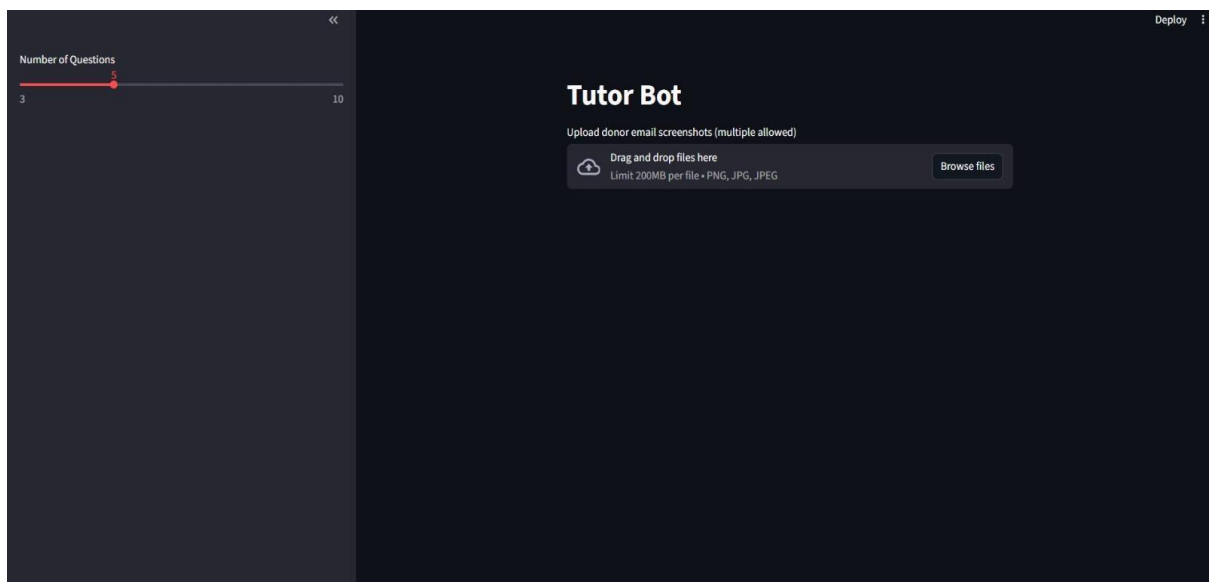 Deploy
Number of Questions
5
3 10
Tutor Bot
Upload donor email screenshots (multiple allowed)
Drag and drop files here
Limit 200MB per file • PNG, JPG, JPEG
Browse files